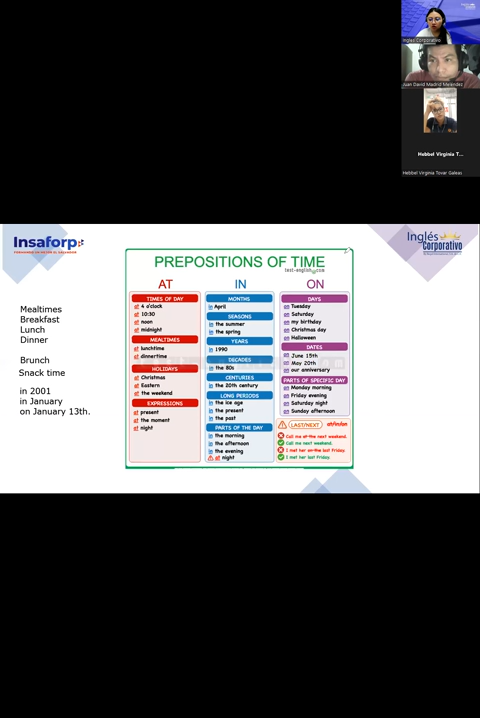 Inglés Corporativo
Juan David Madrid Melendez
Hebbel Virginia T...
Hebbel Virginia Tovar Galeas
Insaforp
Inglés
Corporativo
PREPOSITIONS OF TIME
test-english.com
AT
IN
ON
TIMES OF DAY
at 4 o'clock
at 10:30
at noon
at midnight
MEALTIMES
at lunchtime
at dinnertime
HOLIDAYS
at Christmas
at Eastern
at the weekend
EXPRESSIONS
at present
at the moment
at night
MONTHS
in April
SEASONS
in the summer
in the spring
YEARS
in 1990
DECADES
in the 80s
CENTURIES
in the 20th century
LONG PERIODS
in the ice age
in the present
in the past
PARTS OF THE DAY
in the morning
in the afternoon
in the evening
at night
DAYS
on Tuesday
on Saturday
on my birthday
on Christmas day
on Halloween
DATES
on June 15th
on May 20th
on our anniversary
PARTS OF SPECIFIC DAY
on Monday morning
on Friday evening
on Saturday night
on Sunday afternoon
LAST/NEXT at/in/on
Call me at the next weekend.
Call me next weekend.
I met her on the last Friday.
I met her last Friday.
Mealtimes
Breakfast
Lunch
Dinner
Brunch
Snack time
in 2001
in January
on January 13th.